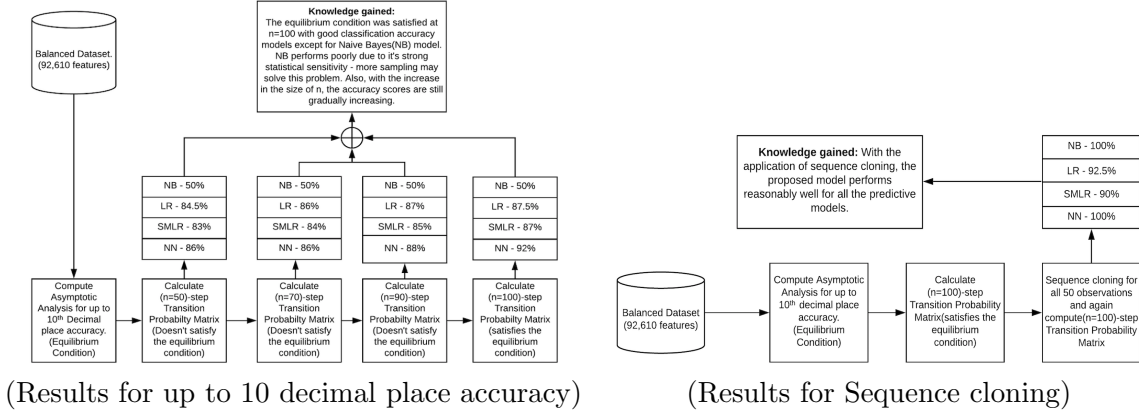 Balanced Dataset.
(92,610 features)
Knowledge gained:
The equilibrium condition was satisfied at
n=100 with good classification accuracy
models except for Naive Bayes(NB) model.
NB performs poorly due to it's strong
statistical sensitivity - more sampling may
solve this problem. Also, with the increase
in the size of n, the accuracy scores are still
gradually increasing.
NB - 50%
LR - 84.5%
SMLR - 83%
NN - 86%
NB - 50%
LR - 86%
SMLR - 84%
NN - 86%
NB - 50%
LR - 87%
SMLR - 85%
NN - 88%
NB - 50%
LR - 87.5%
SMLR - 87%
NN - 92%
Compute
Asymptotic
Analysis for up to
10th Decimal
place accuracy.
(Equilibrium
Condition)
Calculate
(n=50)-step
Transition
Probabilty Matrix
(Doesn't satisfy
the equilibrium
condition)
Calculate
(n=70)-step
Transition
Probabilty Matrix
(Doesn't satisfy
the equilibrium
condition)
Calculate
(n=90)-step
Transition
Probabilty Matrix
(Doesn't satisfy
the equilibrium
condition)
Calculate
(n=100)-step
Transition
Probabilty Matrix
(satisfies the
equilibrium
condition)
(Results for up to 10 decimal place accuracy)
Knowledge gained: With the
application of sequence cloning, the
proposed model performs
reasonably well for all the predictive
models.
NB - 100%
LR - 92.5%
SMLR - 90%
NN - 100%
Balanced Dataset
(92,610 features)
Compute Asymptotic
Analysis for up to
10th decimal place
accuracy.
(Equilibrium
Condition)
Calculate
(n=100)-step
Transition Probability
Matrix(satisfies the
equilibrium
condition)
Sequence cloning for
all 50 observations
and again
compute(n=100)-step
Transition Probability
Matrix
(Results for Sequence cloning)